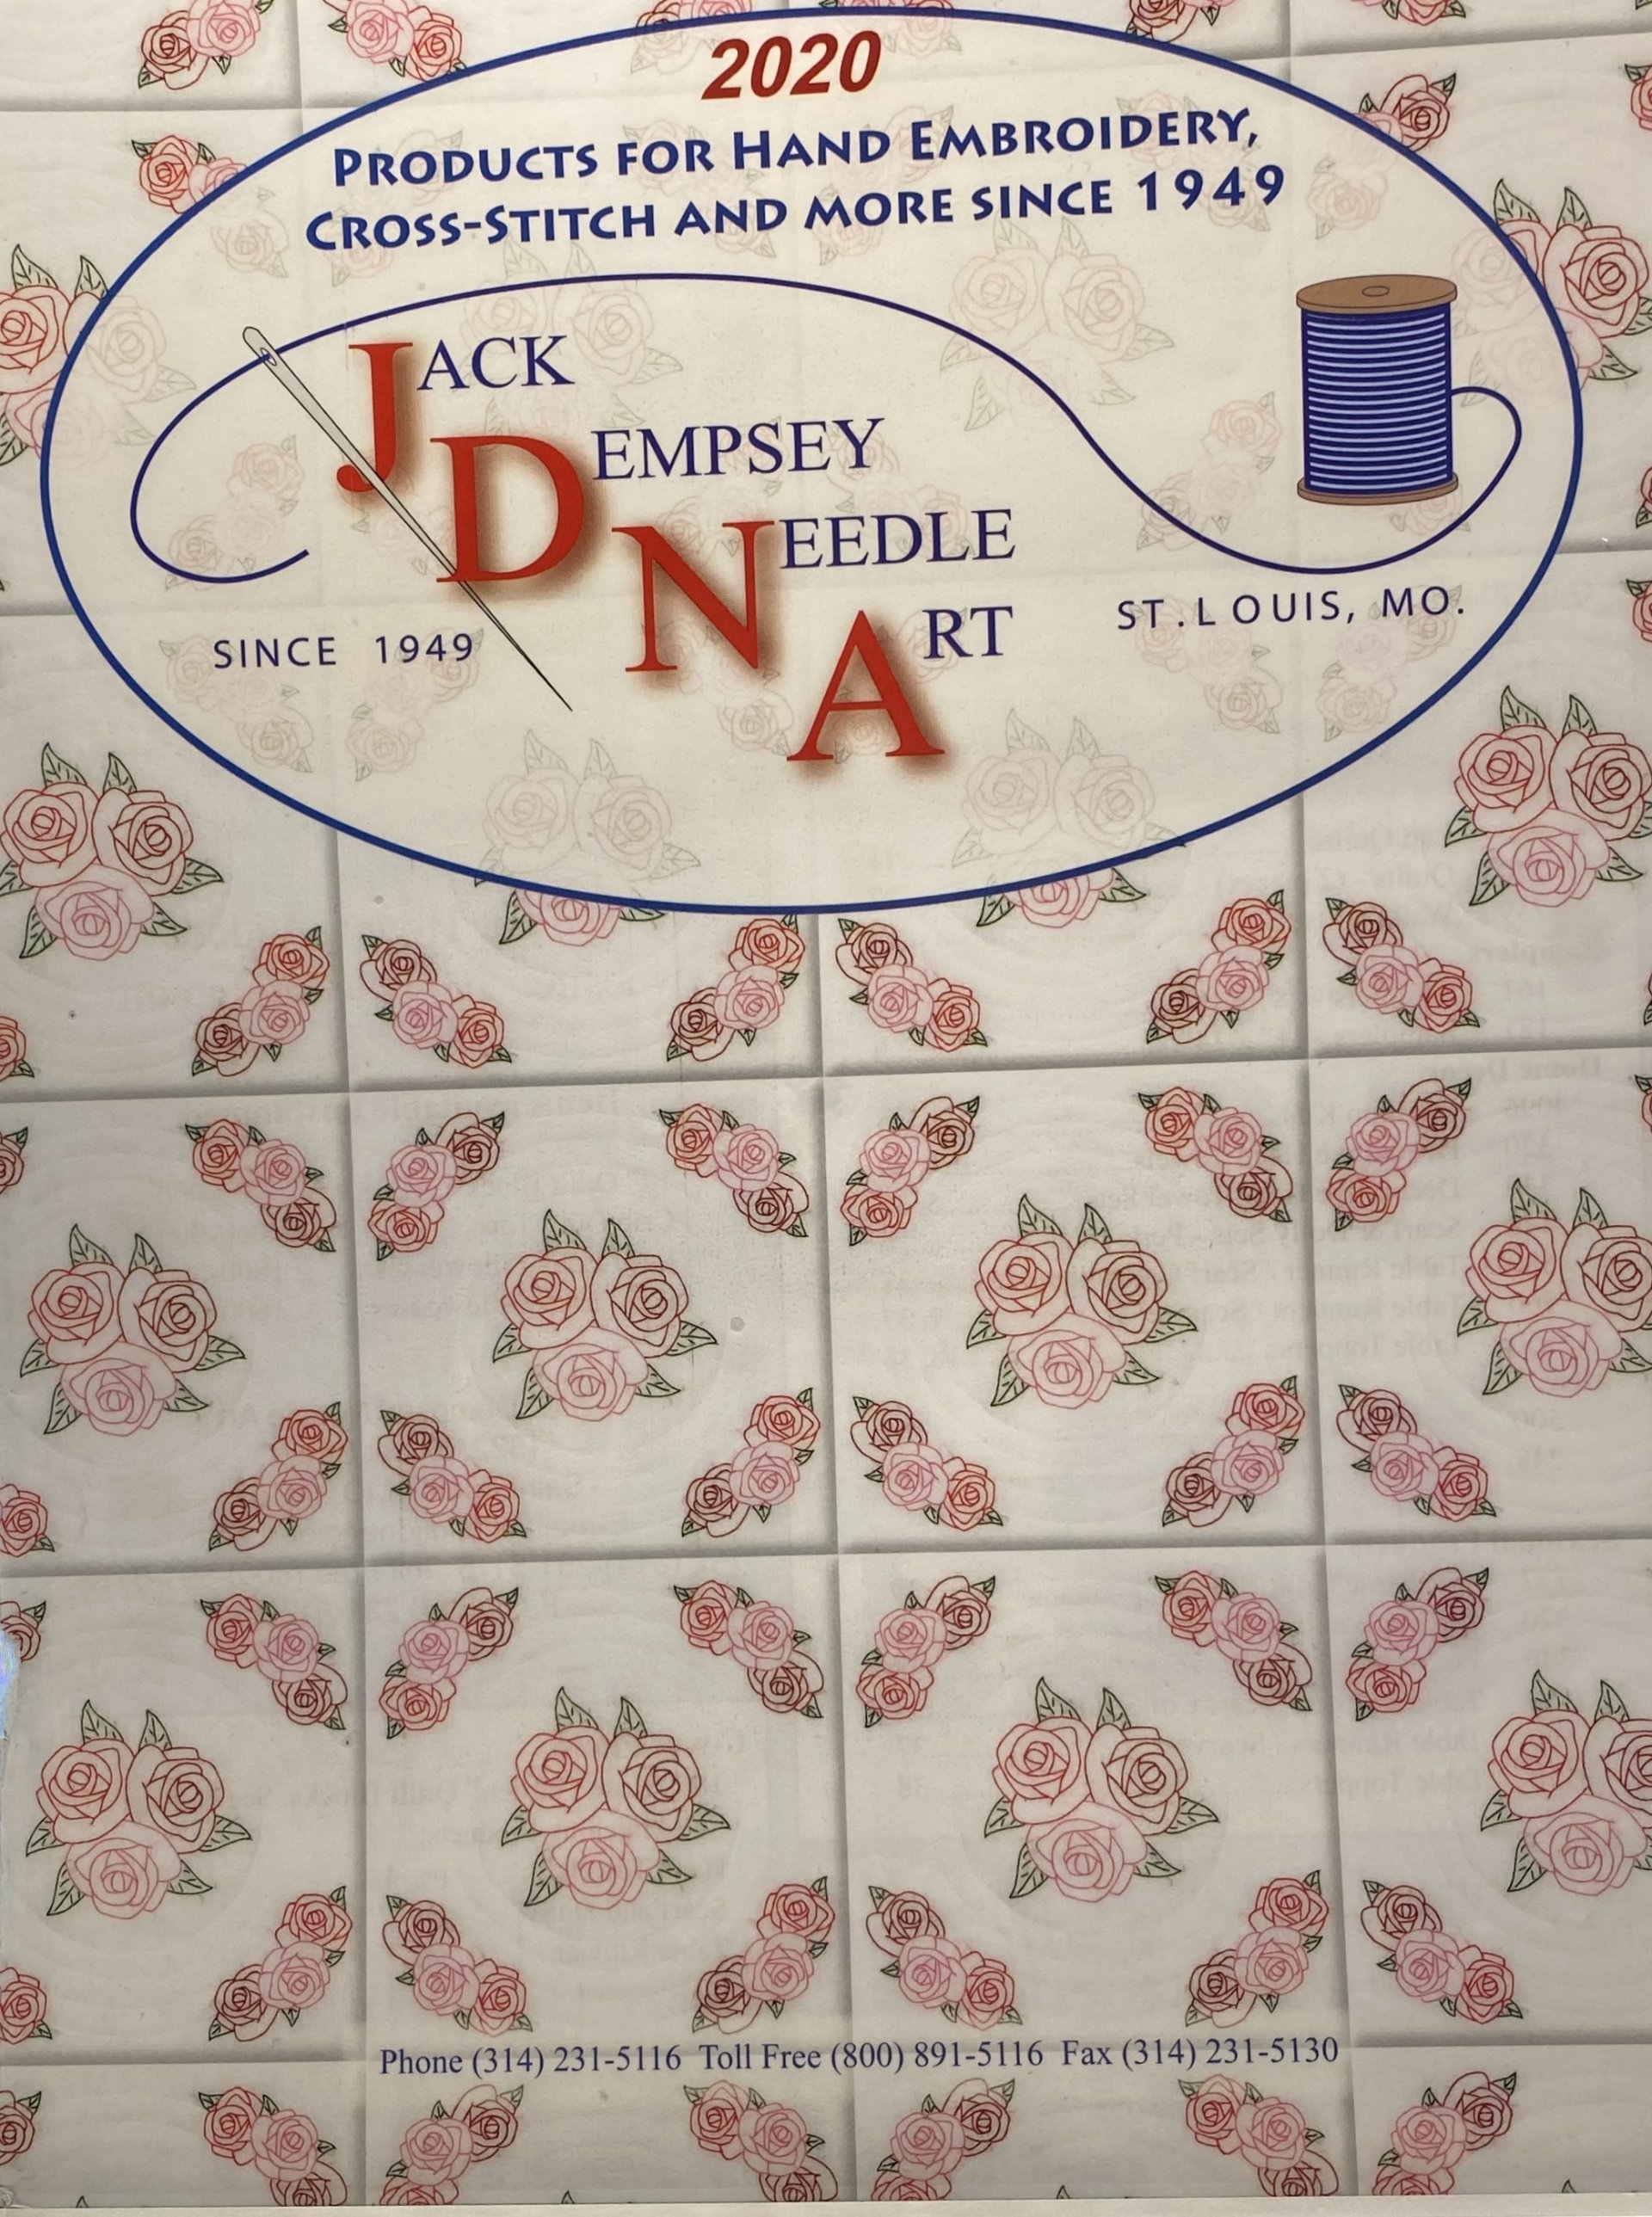 2020
PRODUCTS FOR HAND EMBROIDERY,
CROSS-STITCH AND MORE SINCE 1949
JACK
DEMPSEY
NEEDLE
ART
SINCE 1949
ST. LOUIS, MO.
Phone (314) 231-5116 Toll Free (800) 891-5116 Fax (314) 231-5130